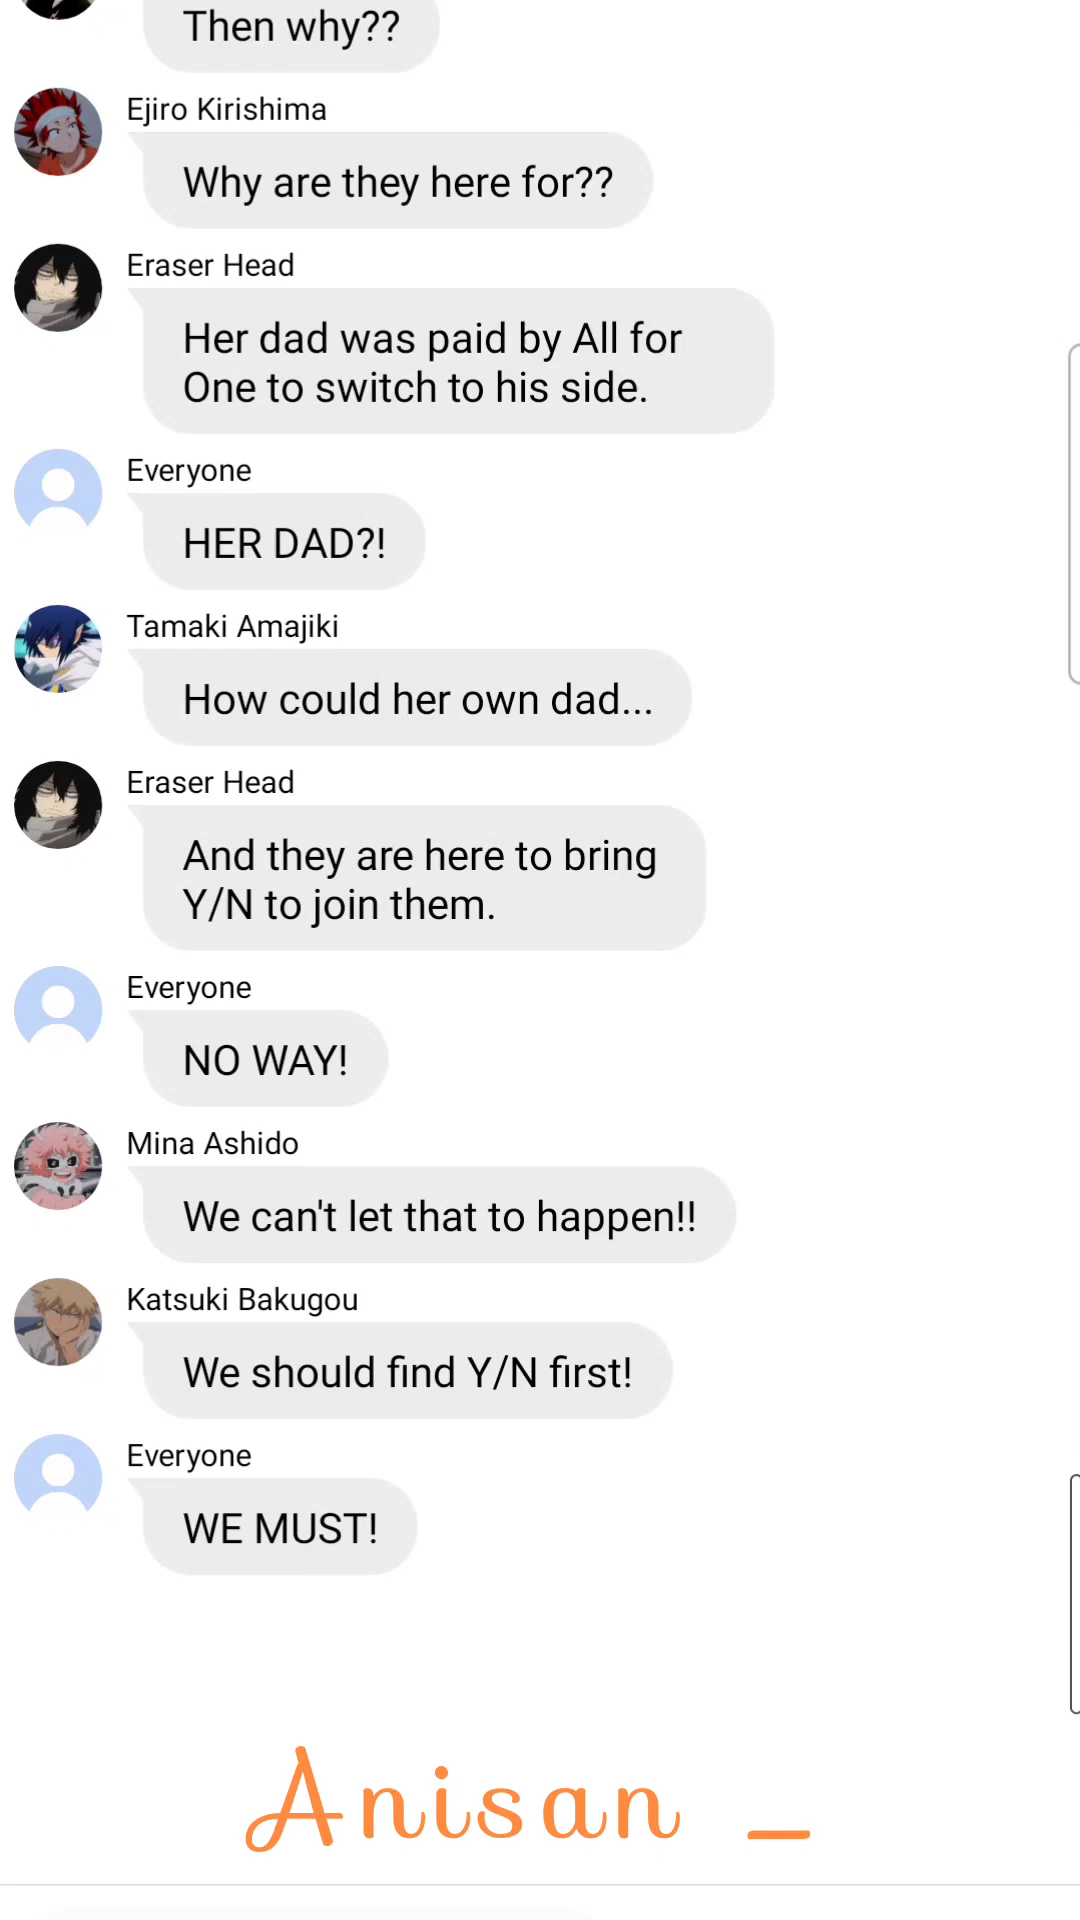 Then why??
Ejiro Kirishima
Why are they here for??
Eraser Head
Her dad was paid by All for
One to switch to his side.
Everyone
HER DAD?!
Tamaki Amajiki
How could her own dad...
Eraser Head
And they are here to bring
Y/N to join them.
Everyone
NO WAY!
Mina Ashido
We can't let that to happen!!
Katsuki Bakugou
We should find Y/N first!
Everyone
WE MUST!
Anisan _